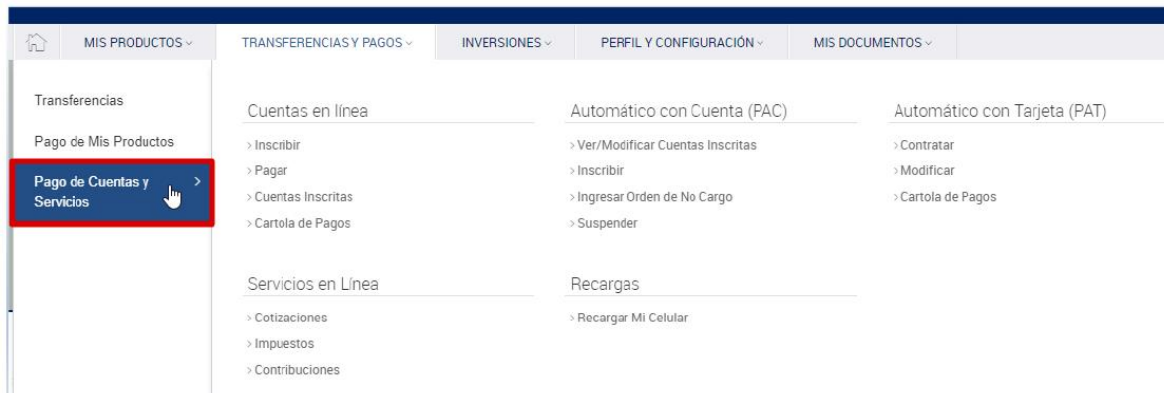 MIS PRODUCTOS
TRANSFERENCIAS Y PAGOS
INVERSIONES
PERFIL Y CONFIGURACIÓN
MIS DOCUMENTOS
Transferencias
Pago de Mis Productos
Pago de Cuentas y
Servicios
Cuentas en línea
Inscribir
Pagar
Cuentas Inscritas
Cartola de Pagos
Automático con Cuenta (PAC)
Ver/Modificar Cuentas Inscritas
Inscribir
Ingresar Orden de No Cargo
Suspender
Automático con Tarjeta (PAT)
Contratar
Modificar
Cartola de Pagos
Servicios en Línea
Cotizaciones
Impuestos
Contribuciones
Recargas
Recargar Mi Celular